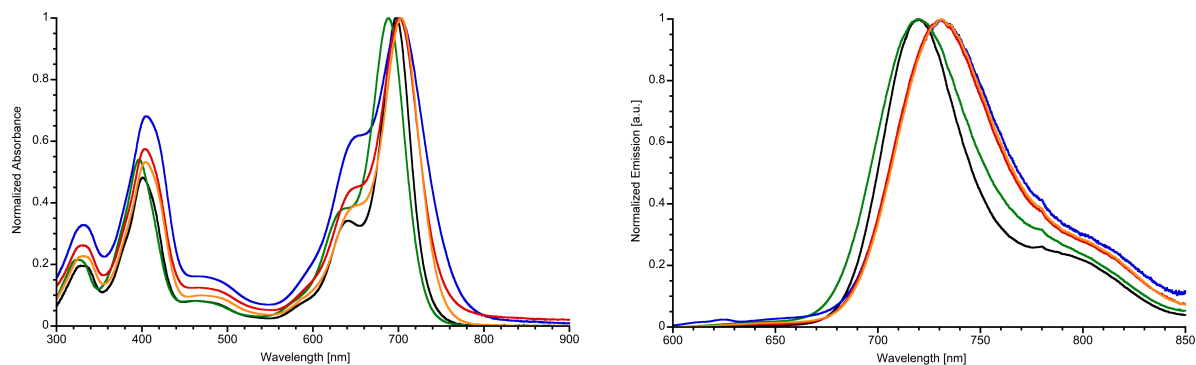 1
0.8
0.6
0.4
0.2
0
300 400 500 600 700 800 900
Wavelength [nm]
Normalized Absorbance
1
0.8
0.6
0.4
0.2
0
600 650 700 750 800 850
Wavelength [nm]
Normalized Emission [a.u.]